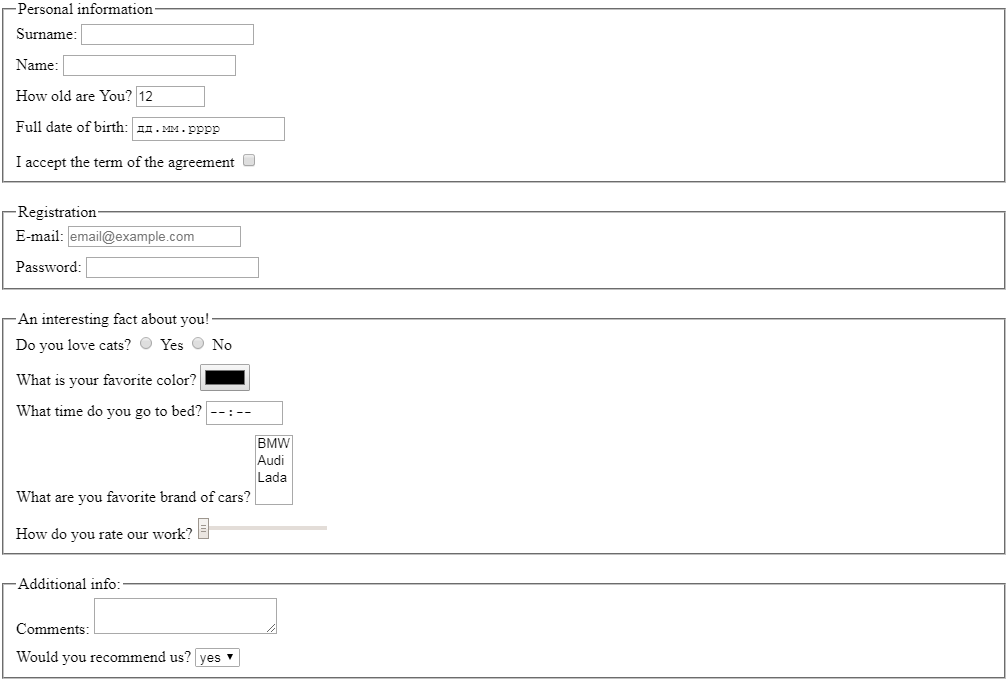 Personal information
Surname:
Name:
How old are You? 12
Full date of birth: дд.мм.рррр
I accept the term of the agreement
Registration
E-mail: email@example.com
Password:
An interesting fact about you!
Do you love cats? Yes No
What is your favorite color?
What time do you go to bed? --:--
BMW
Audi
Lada
What are you favorite brand of cars?
How do you rate our work?
Additional info:
Comments:
Would you recommend us? yes